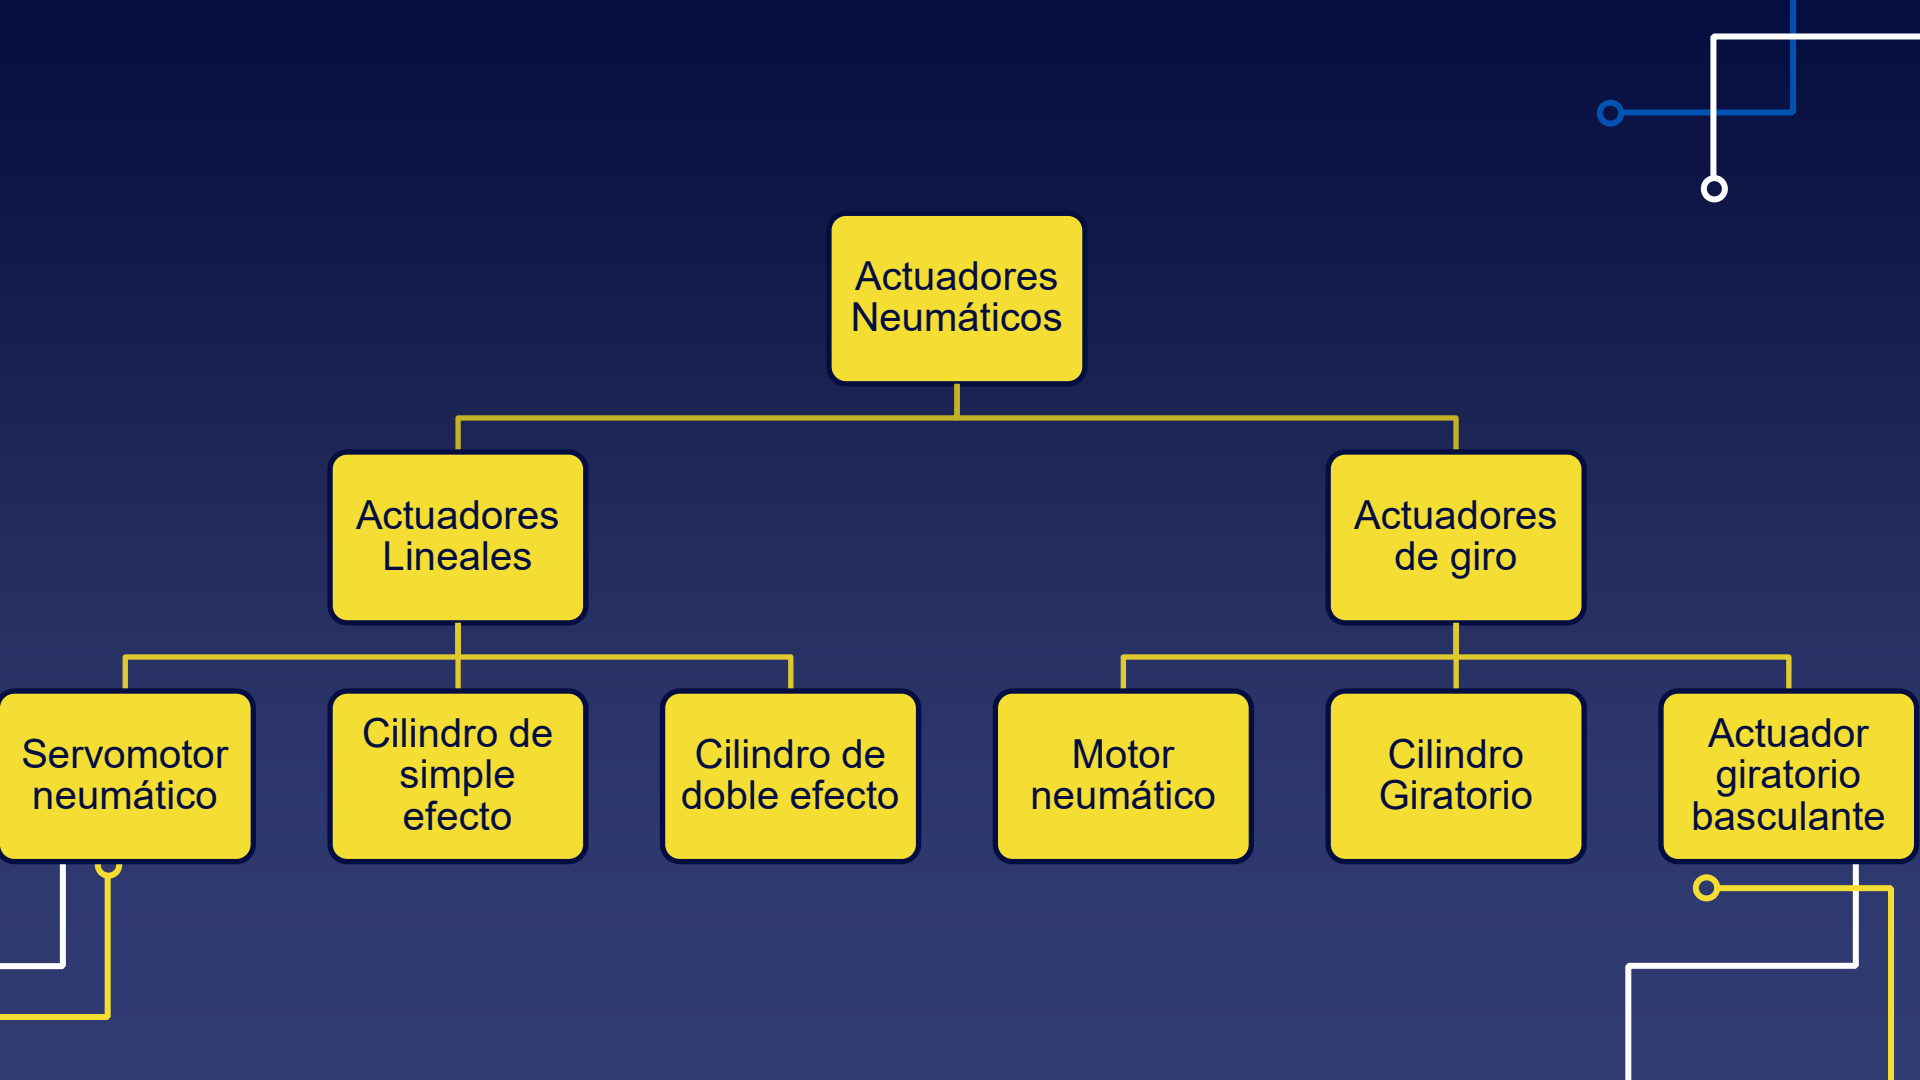 Actuadores
Neumáticos
Actuadores
Lineales
Actuadores
de giro
Servomotor
neumático
Cilindro de
simple
efecto
Cilindro de
doble efecto
Motor
neumático
Cilindro
Giratorio
Actuador
giratorio
basculante